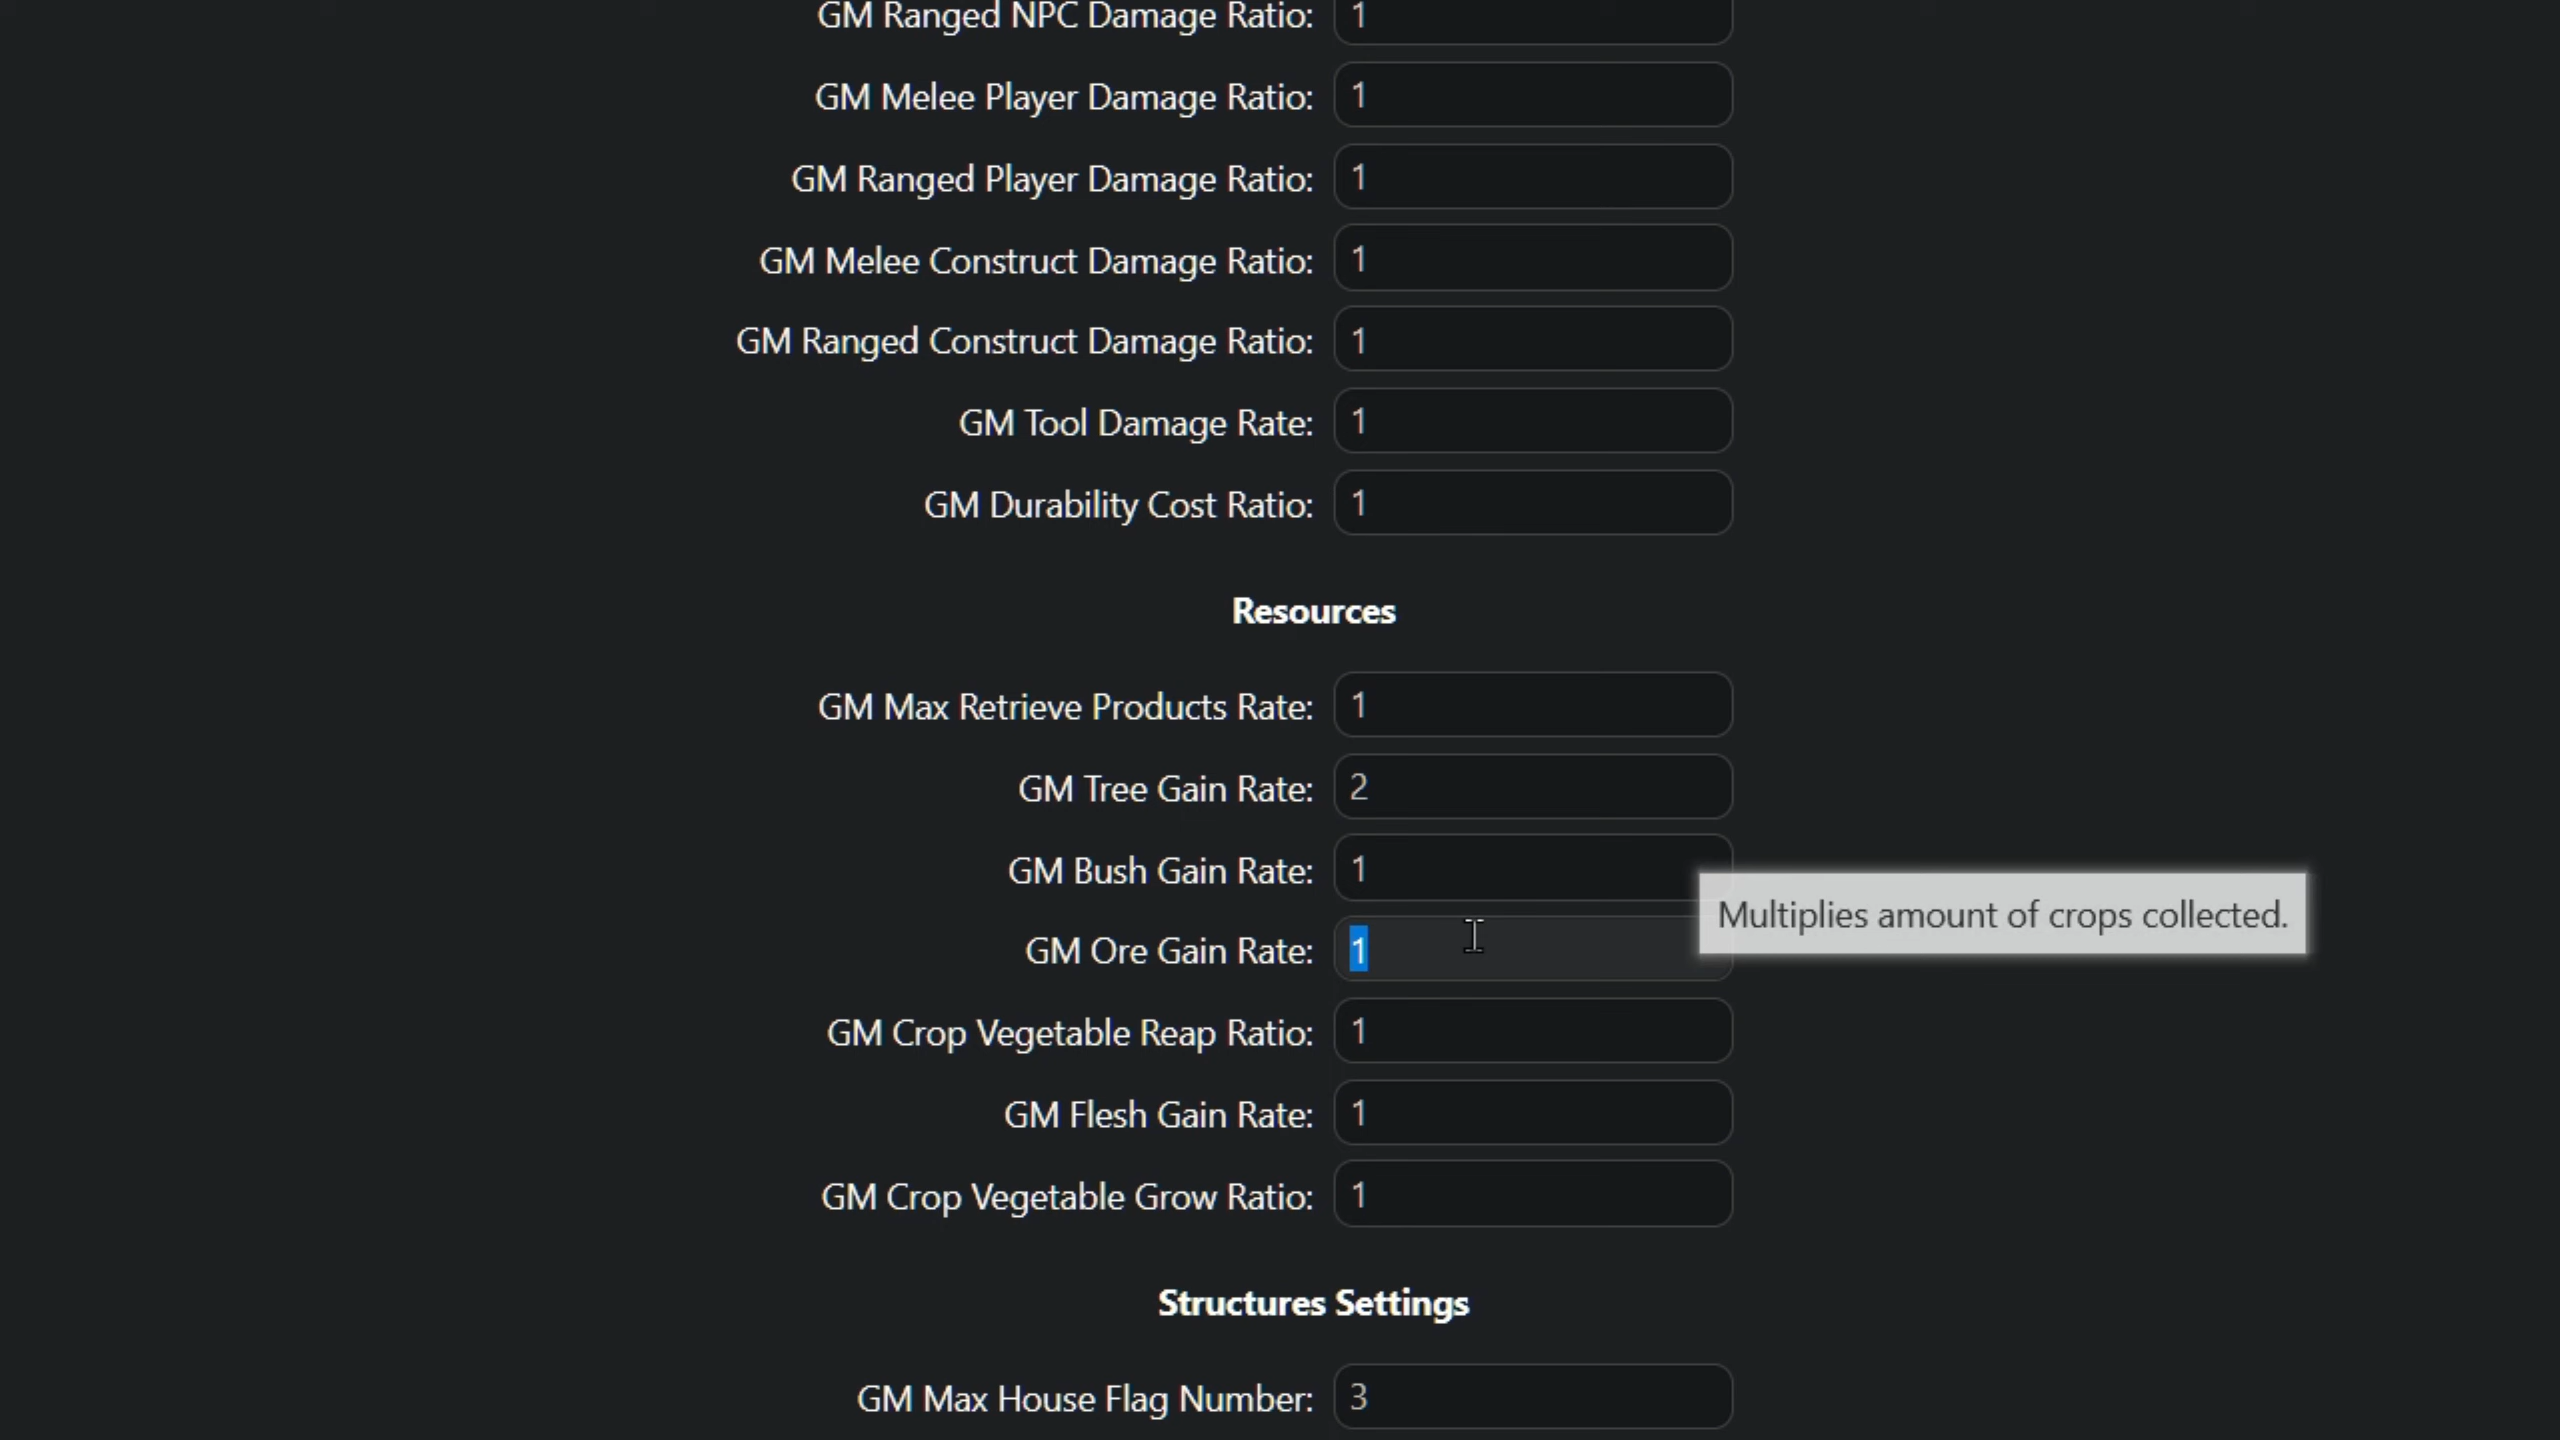 GM Ranged NPC Damage Ratio: 1
GM Melee Player Damage Ratio: 1
GM Ranged Player Damage Ratio: 1
GM Melee Construct Damage Ratio: 1
GM Ranged Construct Damage Ratio: 1
GM Tool Damage Rate: 1
GM Durability Cost Ratio: 1
Resources
GM Max Retrieve Products Rate: 1
GM Tree Gain Rate: 2
GM Bush Gain Rate: 1
Multiplies amount of crops collected.
GM Ore Gain Rate: 1
GM Crop Vegetable Reap Ratio: 1
GM Flesh Gain Rate: 1
GM Crop Vegetable Grow Ratio: 1
Structures Settings
GM Max House Flag Number: 3